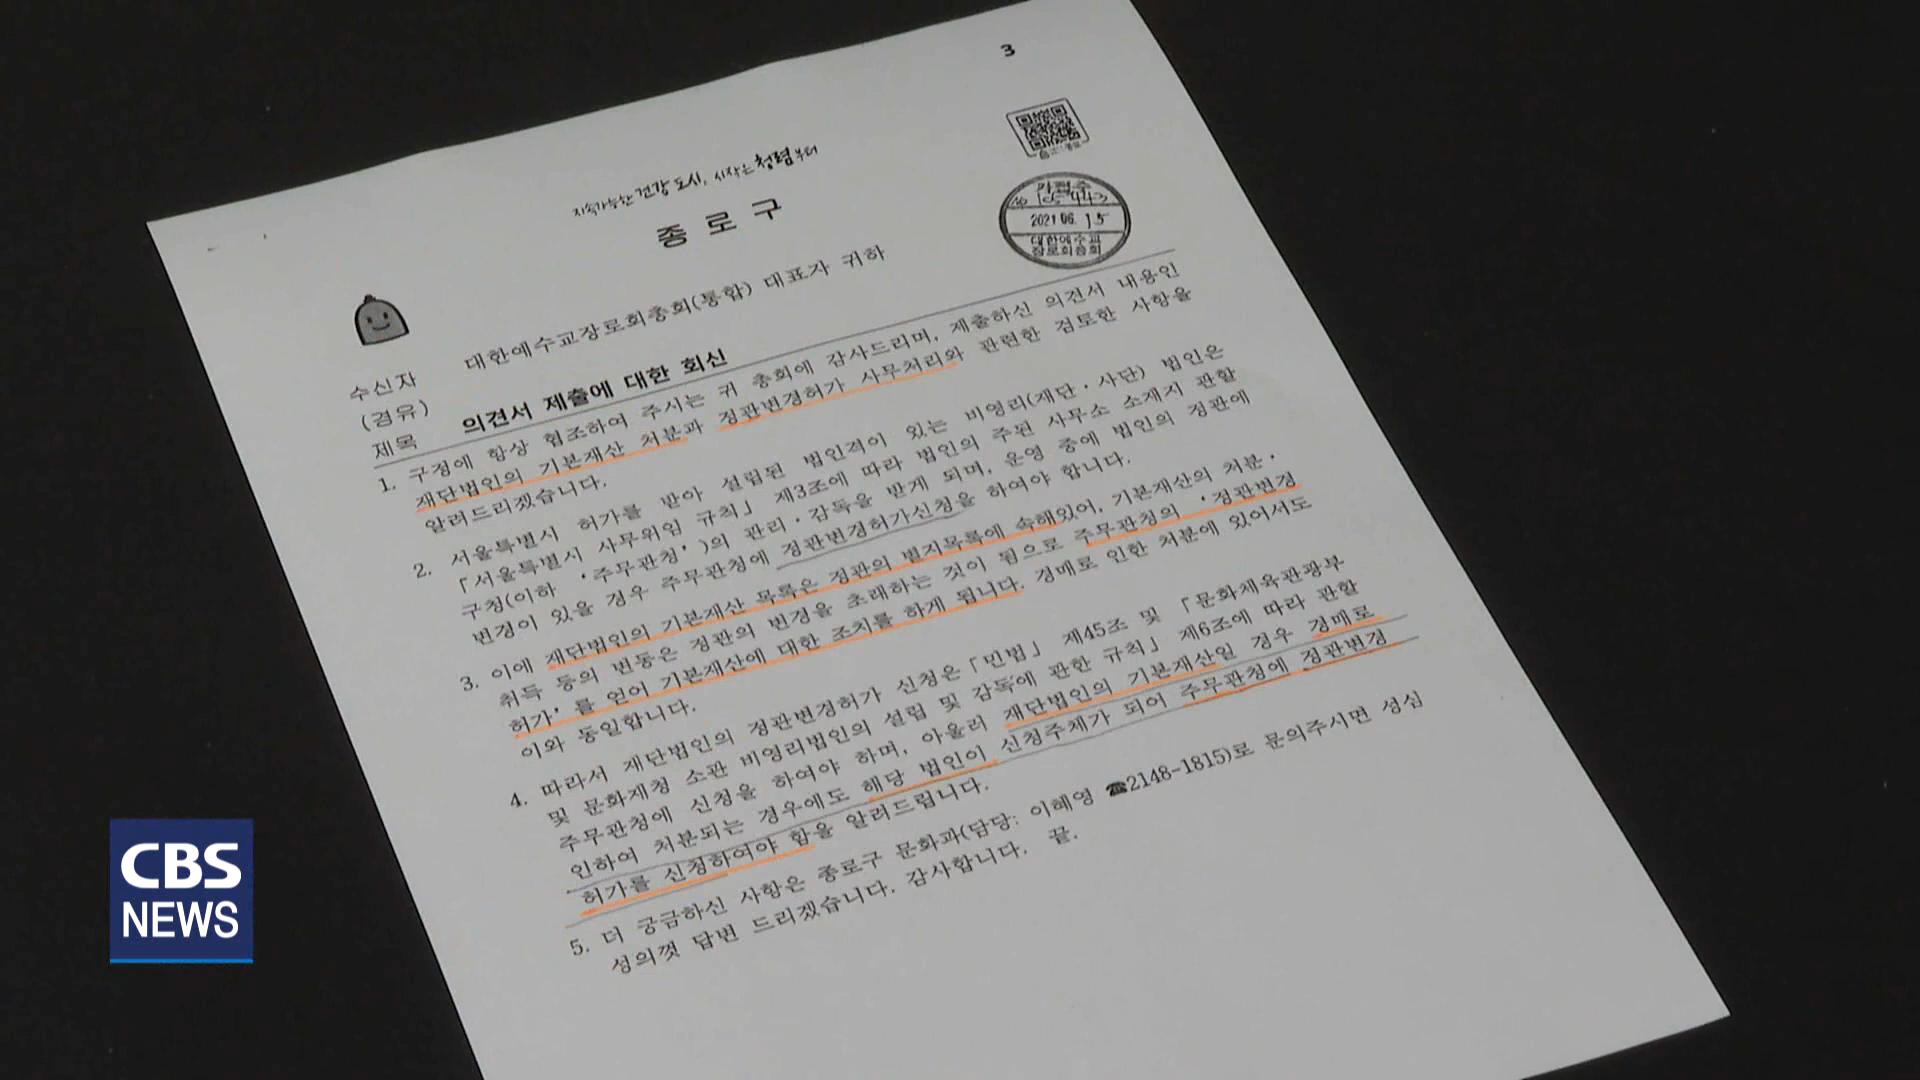 3
지속가능한 건강도시, 시작은 청렴부터
종로구
접수
2021 06. 15
대한예수교
장로회총회
수신자 대한예수교장로회총회(통합) 대표자 귀하
(경유)
제목 의견서 제출에 대한 회신
1. 구정에 항상 협조하여 주시는 귀 총회에 감사드리며, 제출하신 의견서 내용인
재단법인의 기본재산 처분과 정관변경허가 사무처리와 관련한 검토한 사항을
알려드리겠습니다.
2. 서울특별시 허가를 받아 설립된 법인격이 있는 비영리(재단·사단) 법인은
「서울특별시 사무위임 규칙」 제3조에 따라 법인의 주된 사무소 소재지 관할
구청(이하 '주무관청')의 관리·감독을 받게 되며, 운영 중에 법인의 정관에
변경이 있을 경우 주무관청에 정관변경허가신청을 하여야 합니다.
3. 이에 재단법인의 기본재산 목록은 정관의 별지목록에 속해있어, 기본재산의 처분·
취득 등의 변동은 정관의 변경을 초래하는 것이 됨으로 주무관청의 '정관변경
허가'를 얻어 기본재산에 대한 조치를 하게 됩니다. 경매로 인한 처분에 있어서도
이와 동일합니다.
4. 따라서 재단법인의 정관변경허가 신청은「민법」 제45조 및 「문화체육관광부
및 문화재청 소관 비영리법인의 설립 및 감독에 관한 규칙」 제6조에 따라 관할
주무관청에 신청을 하여야 하며, 아울러 재단법인의 기본재산일 경우 경매로
인하여 처분되는 경우에도 해당 법인이 신청주체가 되어 주무관청에 정관변경
허가를 신청하여야 함을 알려드립니다.
5. 더 궁금하신 사항은 종로구 문화과(담당: 이혜영 ☎2148-1815)로 문의주시면 성심
성의껏 답변 드리겠습니다. 감사합니다. 끝.
CBS
NEWS